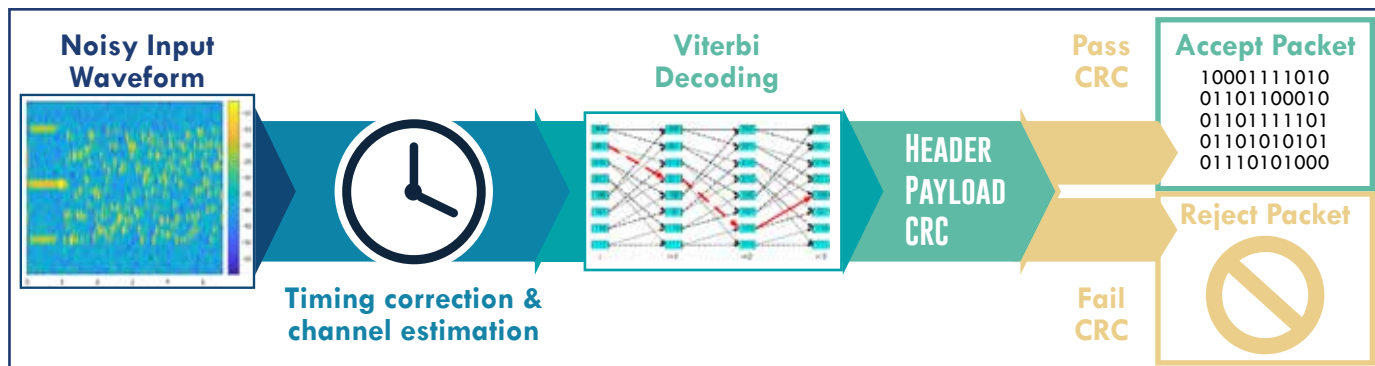 Noisy Input
Waveform
Timing correction &
channel estimation
Viterbi
Decoding
HEADER
PAYLOAD
CRC
Pass
CRC
Fail
CRC
Accept Packet
10001111010
01101100010
01101111101
01101010101
01110101000
Reject Packet